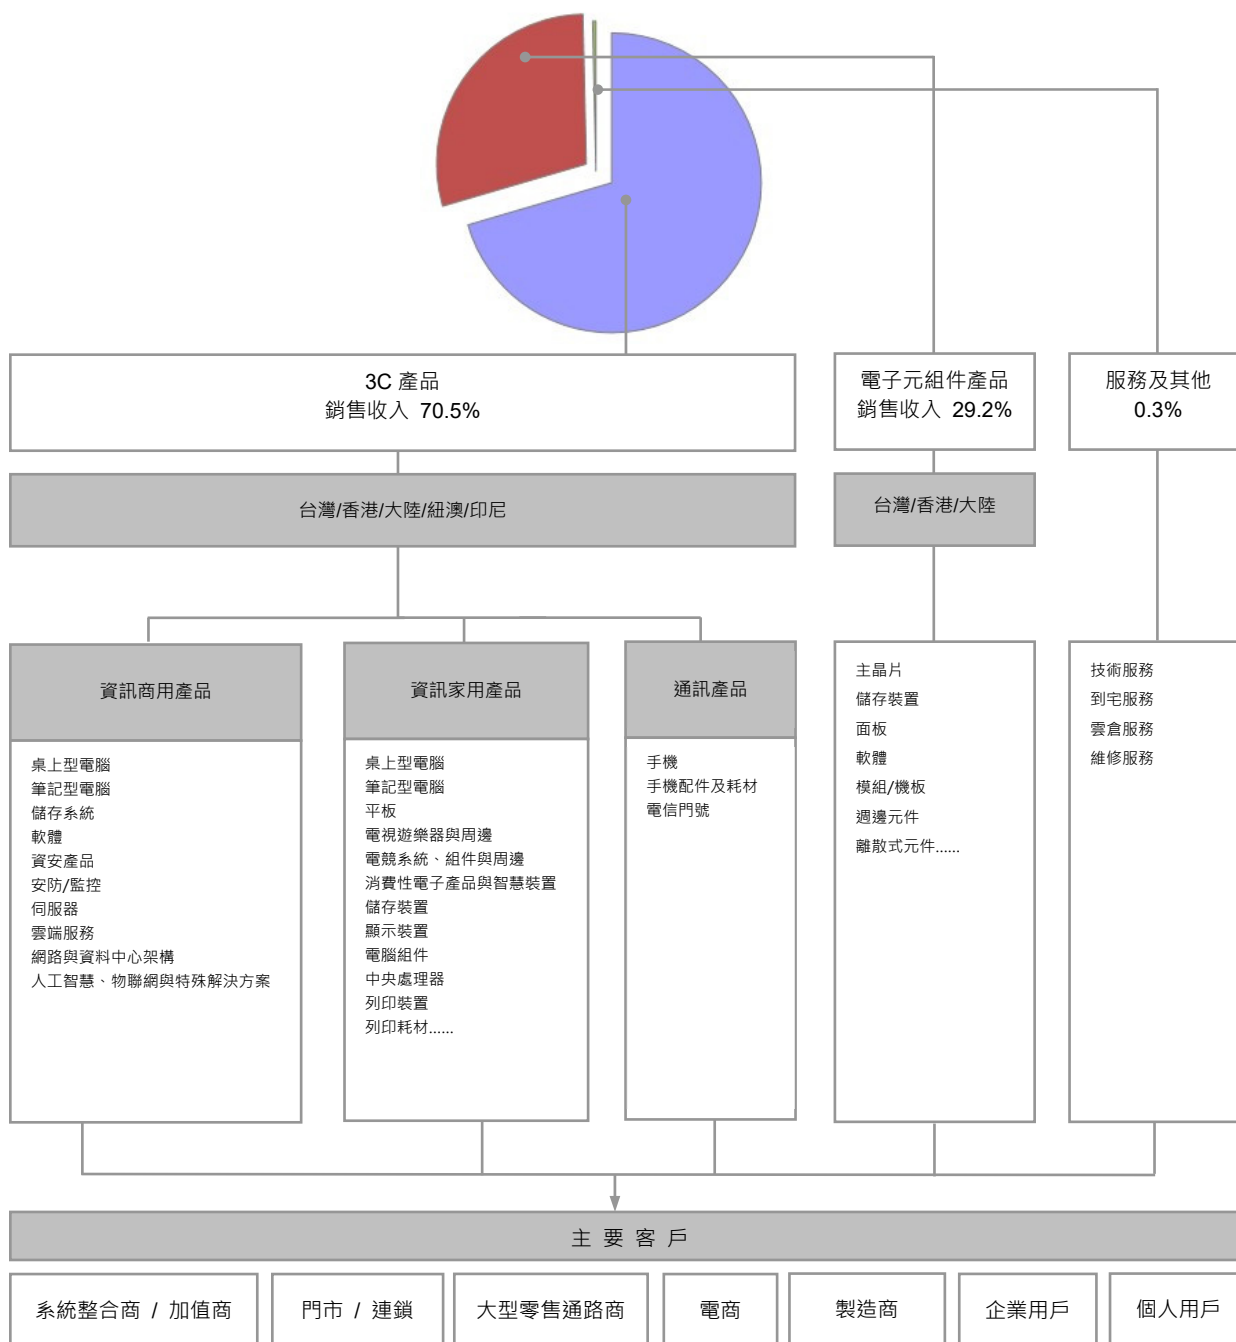 3C 產品
銷售收入 70.5%
電子元組件產品
銷售收入 29.2%
服務及其他
0.3%
台灣/香港/大陸/紐澳/印尼
台灣/香港/大陸
資訊商用產品
桌上型電腦
筆記型電腦
儲存系統
軟體
資安產品
安防/監控
伺服器
雲端服務
網路與資料中心架構
人工智慧、物聯網與特殊解決方案
資訊家用產品
桌上型電腦
筆記型電腦
平板
電視遊樂器與周邊
電競系統、組件與周邊
消費性電子產品與智慧裝置
儲存裝置
顯示裝置
電腦組件
中央處理器
列印裝置
列印耗材......
通訊產品
手機
手機配件及耗材
電信門號
主晶片
儲存裝置
面板
軟體
模組/機板
週邊元件
離散式元件......
技術服務
到宅服務
雲倉服務
維修服務
主 要 客 戶
系統整合商 / 加值商
門市 / 連鎖
大型零售通路商
電商
製造商
企業用戶
個人用戶